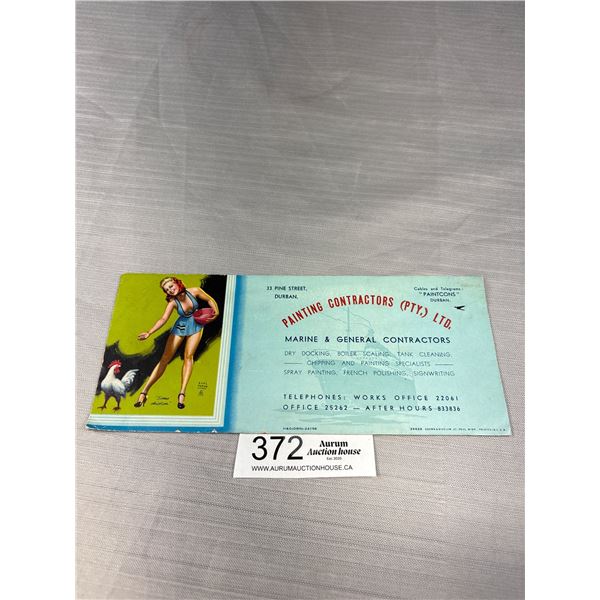 33 PINE STREET,
DURBAN.
Cables and Telegrams:
"PAINTCONS"
DURBAN.
PAINTING CONTRACTORS (PTY.) LTD.
MARINE & GENERAL CONTRACTORS
DRY DOCKING, BOILER SCALING, TANK CLEANING,
CHIPPING AND PAINTING SPECIALISTS
SPRAY PAINTING, FRENCH POLISHING, SIGNWRITING
TELEPHONES: WORKS OFFICE 22061
OFFICE 25262 — AFTER HOURS 833836
372
Aurum
Auction house
Est. 2020
WWW.AURUMAUCTIONHOUSE.CA